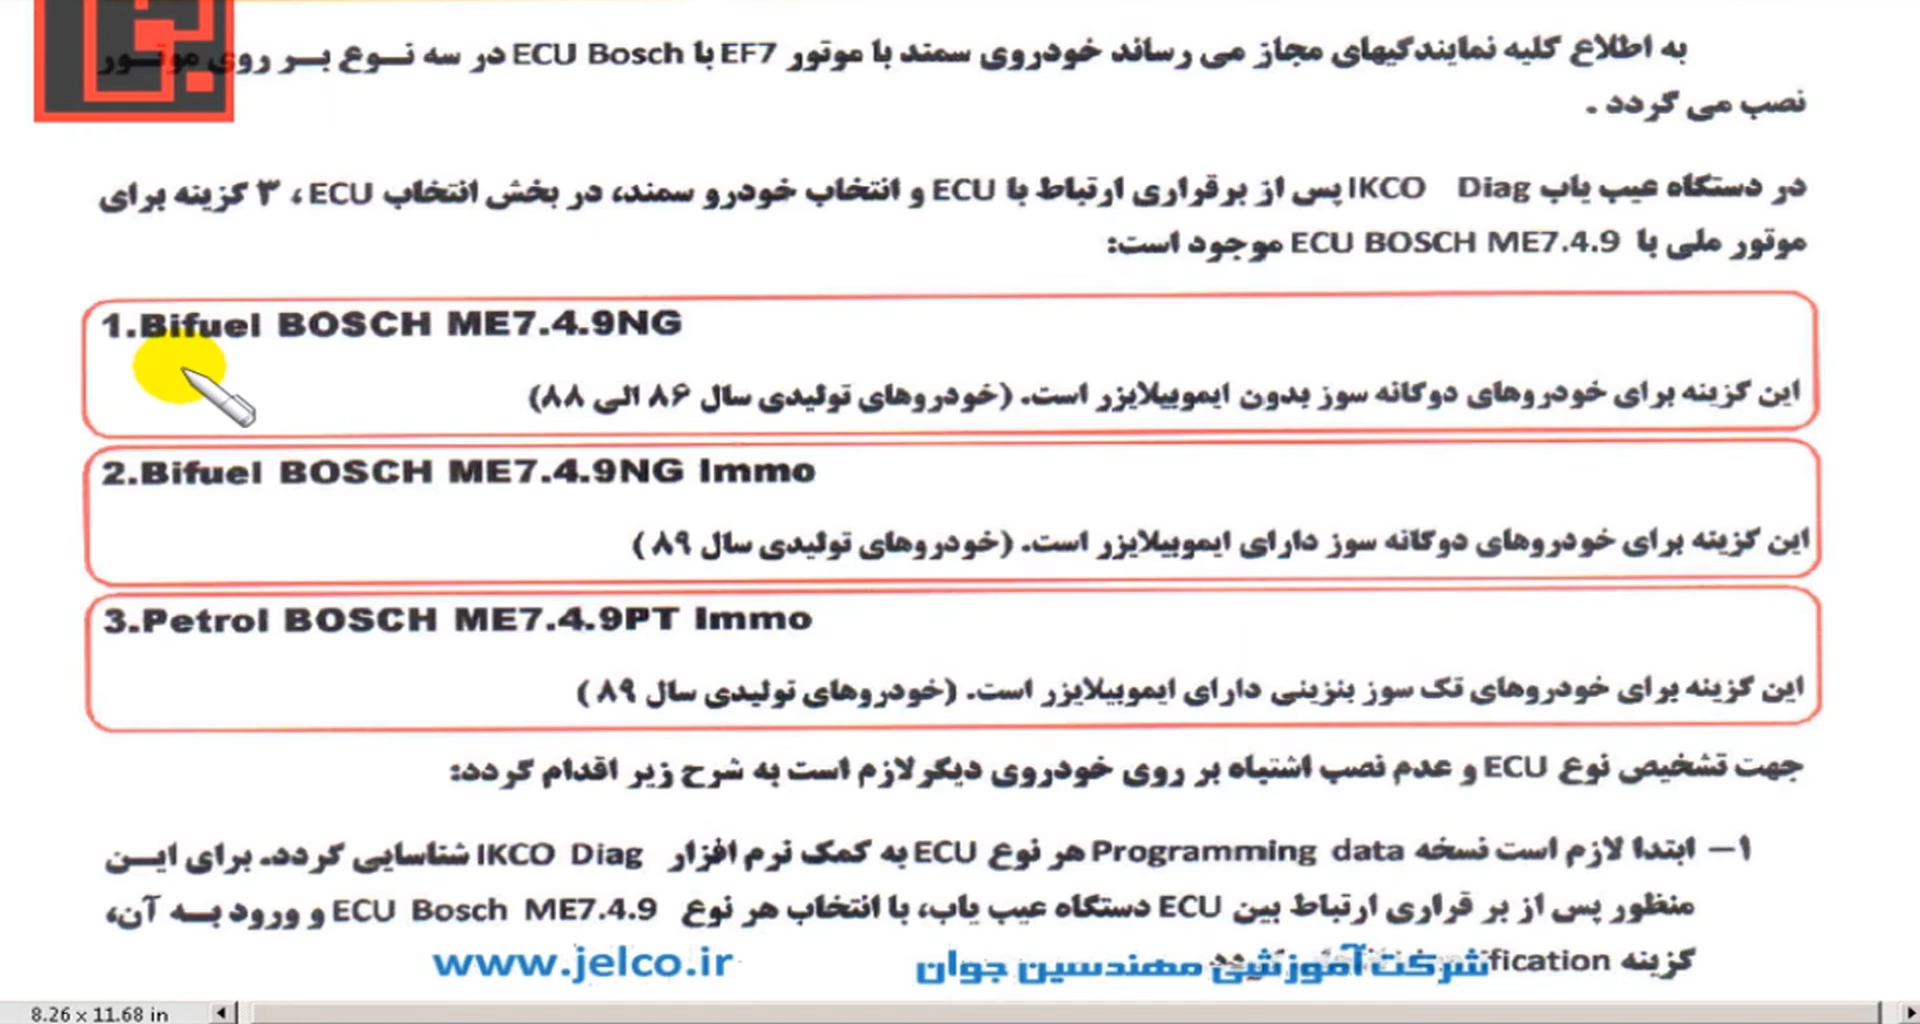 به اطلاع کلیه نمایندگیهای مجاز می رساند خودروی سمند با موتور EF7 با ECU Bosch در سه نوع بر روی موتور
نصب می گردد .
در دستگاه عیب یاب IKCO Diag پس از برقراری ارتباط با ECU و انتخاب خودرو سمند، در بخش انتخاب ECU ، ۳ گزینه برای
موتور ملی با ECU BOSCH ME7.4.9 موجود است:
1.Bifuel BOSCH ME7.4.9NG
این گزینه برای خودروهای دوگانه سوز بدون ایموبیلایزر است. (خودروهای تولیدی سال ۸۶ الی ۸۸)
2.Bifuel BOSCH ME7.4.9NG Immo
این گزینه برای خودروهای دوگانه سوز دارای ایموبیلایزر است. (خودروهای تولیدی سال ۸۹ )
3.Petrol BOSCH ME7.4.9PT Immo
این گزینه برای خودروهای تک سوز بنزینی دارای ایموبیلایزر است. (خودروهای تولیدی سال ۸۹ )
جهت تشخیص نوع ECU و عدم نصب اشتباه بر روی خودروی دیگر لازم است به شرح زیر اقدام گردد:
۱– ابتدا لازم است نسخه Programming data هر نوع ECU به کمک نرم افزار IKCO Diag شناسایی گردد. برای این
منظور پس از بر قراری ارتباط بین ECU دستگاه عیب یاب، با انتخاب هر نوع ECU Bosch ME7.4.9 و ورود به آن،
گزینه
شرکت آموزشی مهندسین جوان www.jelco.ir
8.26 x 11.68 in